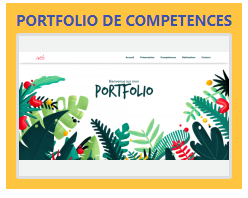 PORTFOLIO DE COMPETENCES
Accueil Présentation Compétences Réalisations Contact
Bienvenue sur mon
PORTFOLIO